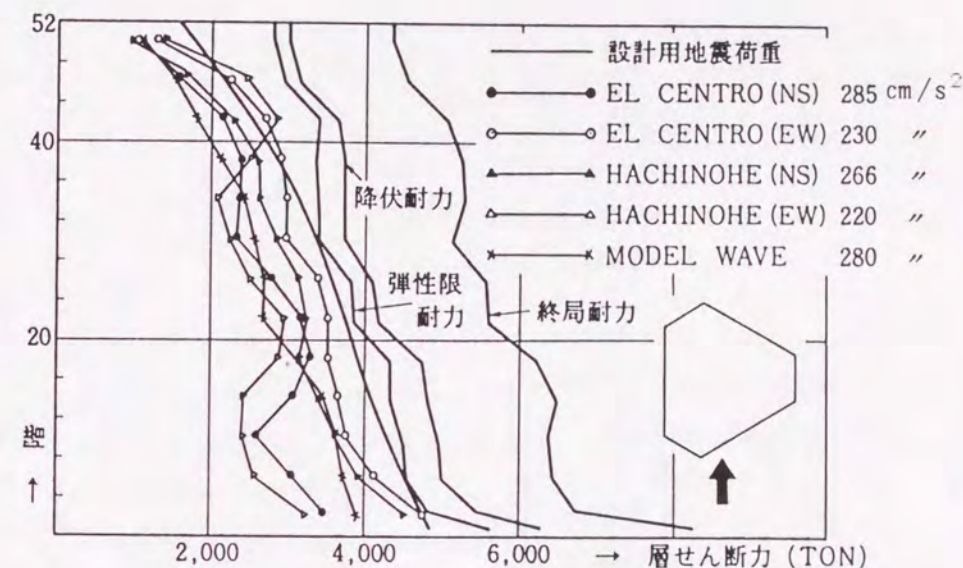 52
40
20
階
→
2,000
4,000
6,000
→ 層せん断力 (TON)
設計用地震荷重
EL CENTRO (NS) 285 cm/s²
EL CENTRO (EW) 230 〃
HACHINOHE (NS) 266 〃
HACHINOHE (EW) 220 〃
MODEL WAVE 280 〃
降伏耐力
弾性限
耐力
終局耐力